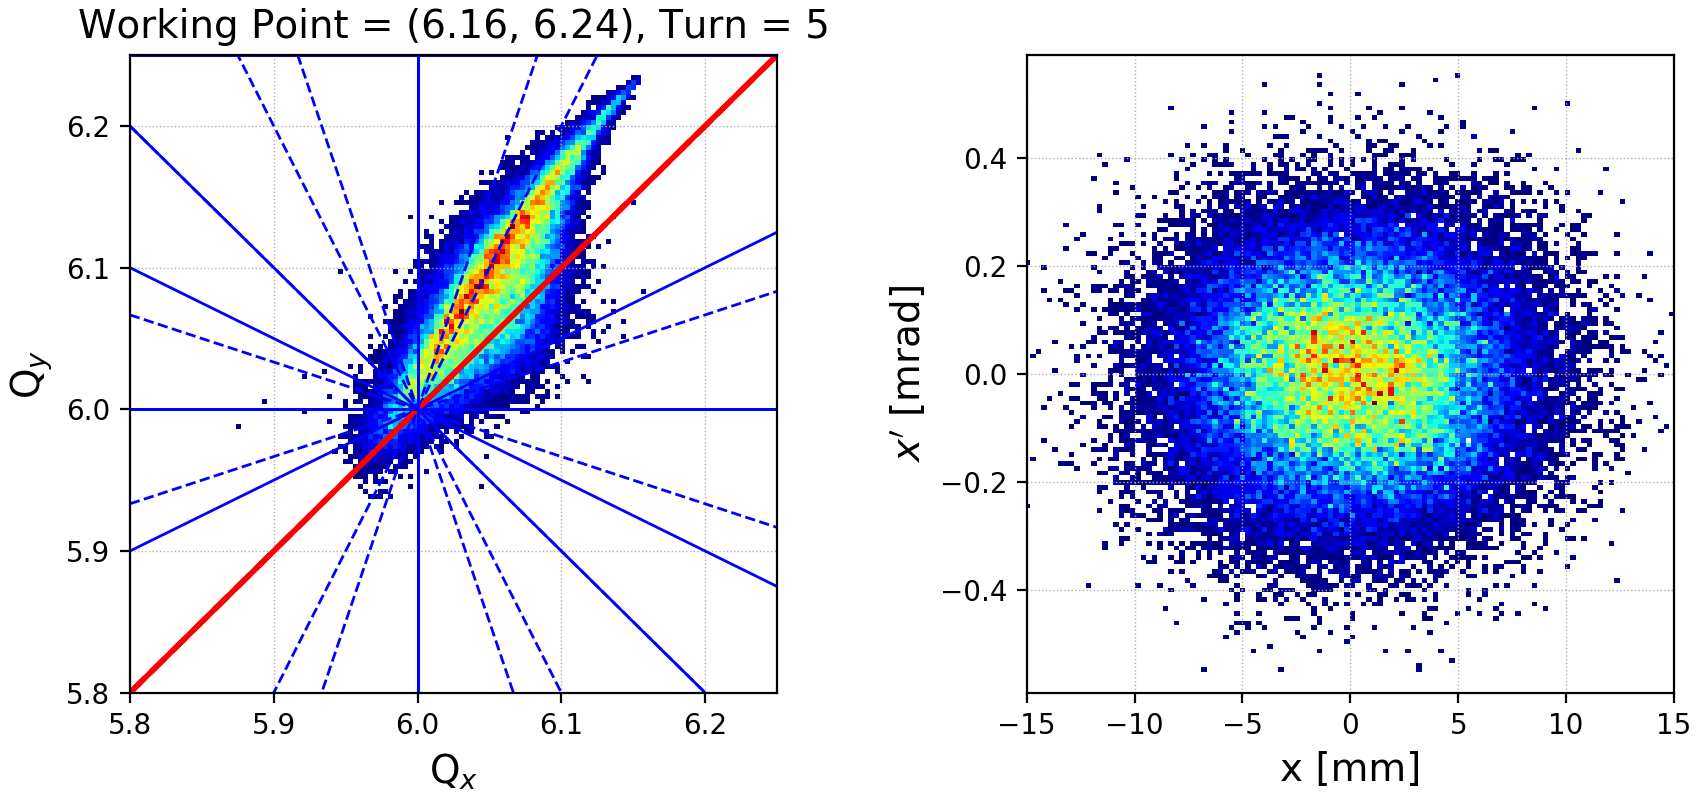 Working Point = (6.16, 6.24), Turn = 5
6.2
6.1
6.0
5.9
5.8
Q_y
5.8 5.9 6.0 6.1 6.2
Q_x
0.4
0.2
0.0
−0.2
−0.4
x′ [mrad]
−15 −10 −5 0 5 10 15
x [mm]